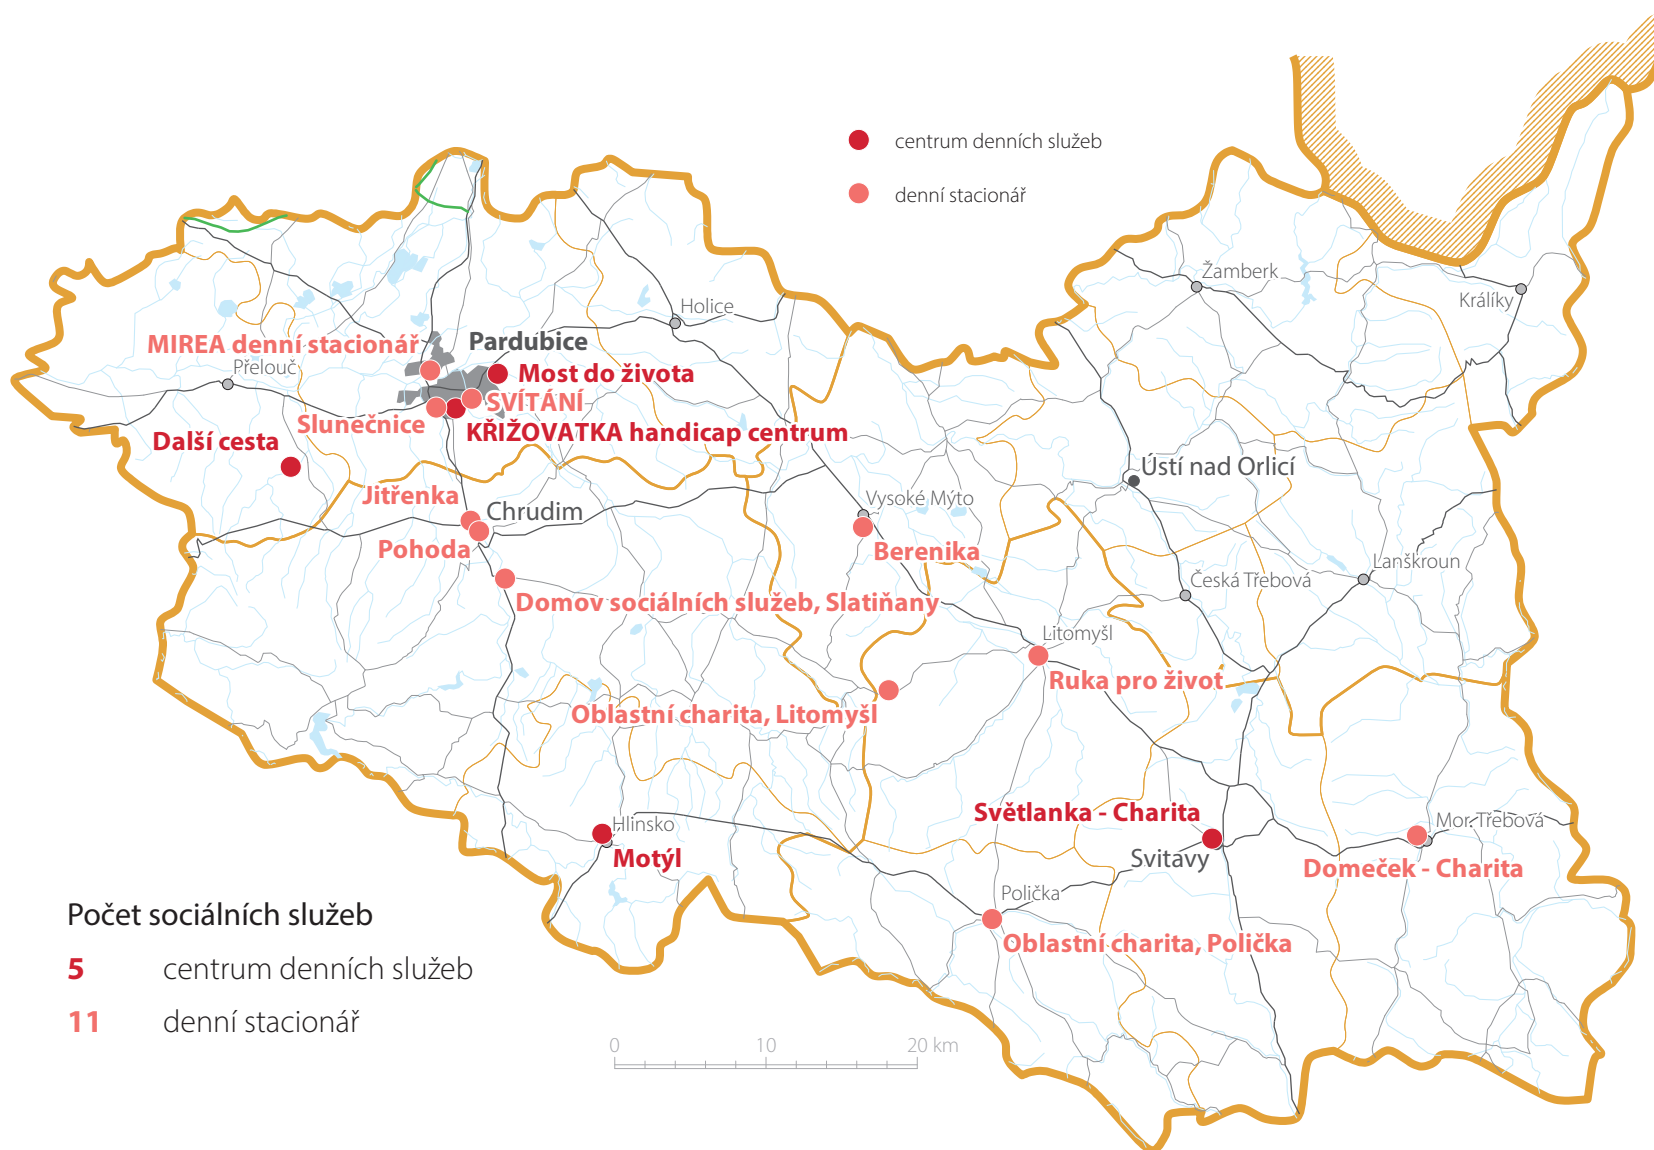 centrum denních služeb
denní stacionář
Žamberk
Králíky
Holice
Pardubice
MIREA denní stacionář
Přelouč
Most do života
SVÍTÁNÍ
Slunečnice
KŘIŽOVATKA handicap centrum
Další cesta
Ústí nad Orlicí
Jitřenka
Chrudim
Vysoké Mýto
Pohoda
Berenika
Lanškroun
Česká Třebová
Domov sociálních služeb, Slatiňany
Litomyšl
Ruka pro život
Oblastní charita, Litomyšl
Světlanka - Charita
Hlinsko
Mor. Třebová
Motýl
Svitavy
Domeček - Charita
Polička
Oblastní charita, Polička
Počet sociálních služeb
5 centrum denních služeb
11 denní stacionář
0 10 20 km